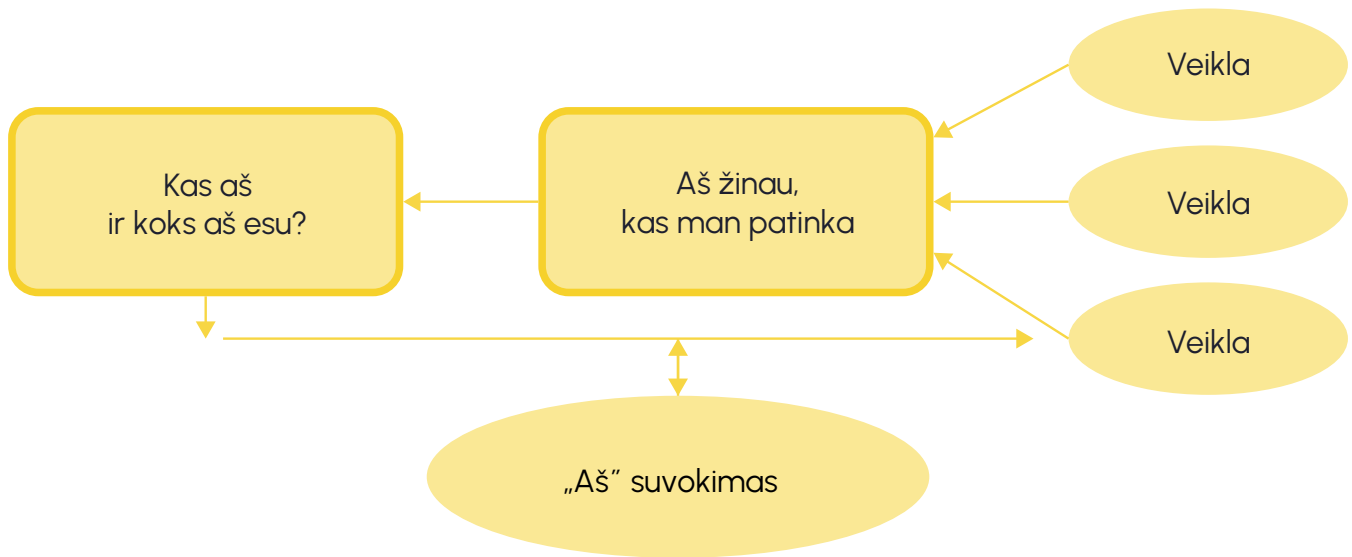 Veikla
Kas aš
ir koks aš esu?
Aš žinau,
kas man patinka
Veikla
Veikla
„Aš” suvokimas